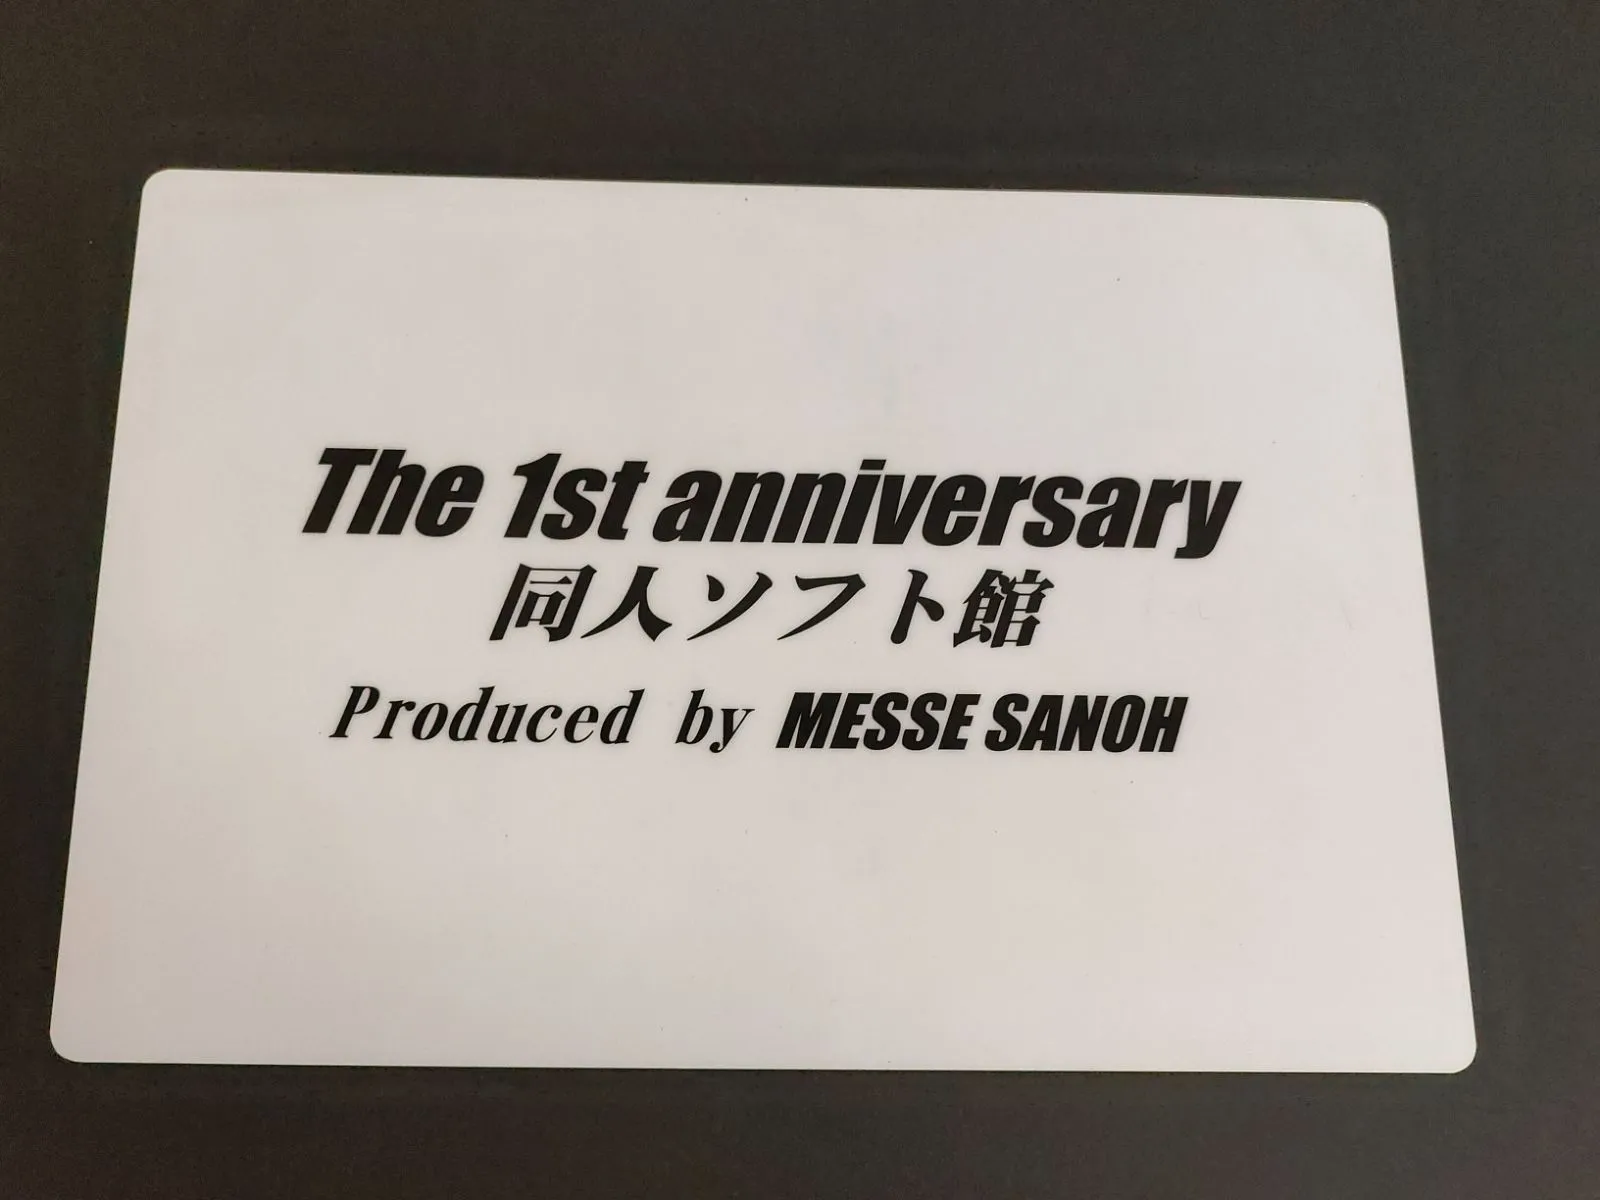 The 1st anniversary
同人ソフト館
Produced by MESSE SANOH